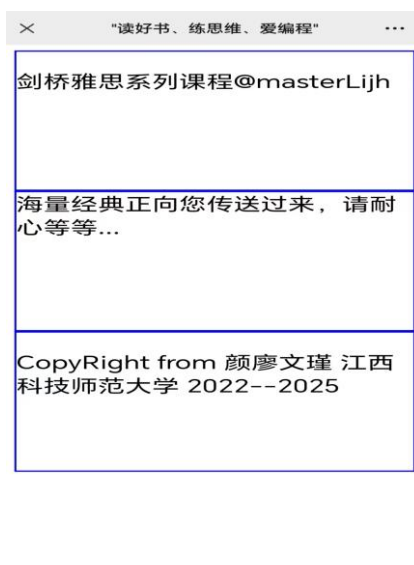 "读好书、练思维、爱编程"
剑桥雅思系列课程@masterLijh
海量经典正向您传送过来，请耐
心等等...
CopyRight from 颜廖文瑾 江西
科技师范大学 2022--2025